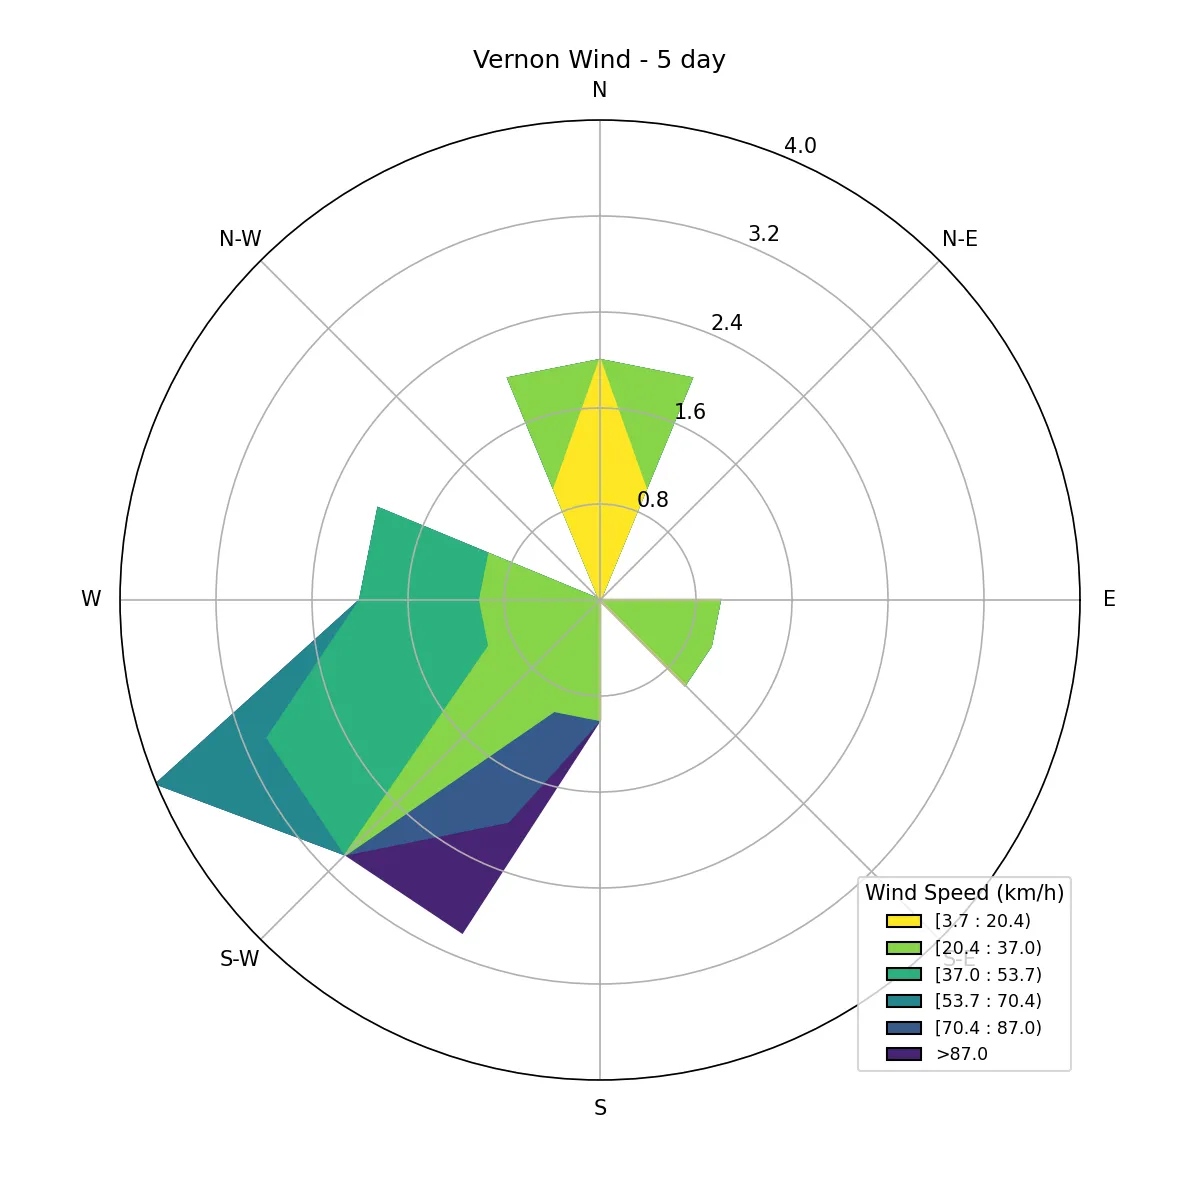 Vernon Wind - 5 day
N
4.0
N-W
3.2
N-E
2.4
1.6
0.8
W
E
S-W
S-E
S
Wind Speed (km/h)
[3.7 : 20.4)
[20.4 : 37.0)
[37.0 : 53.7)
[53.7 : 70.4)
[70.4 : 87.0)
>87.0